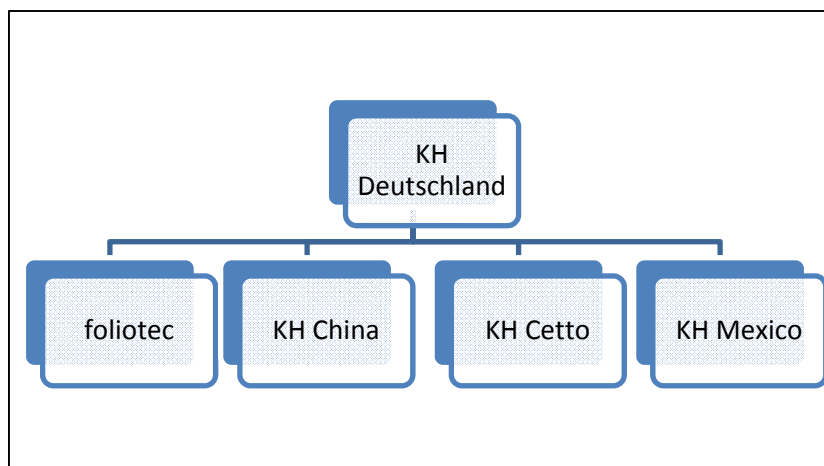 KH
Deutschland
foliotec
KH China
KH Cetto
KH Mexico